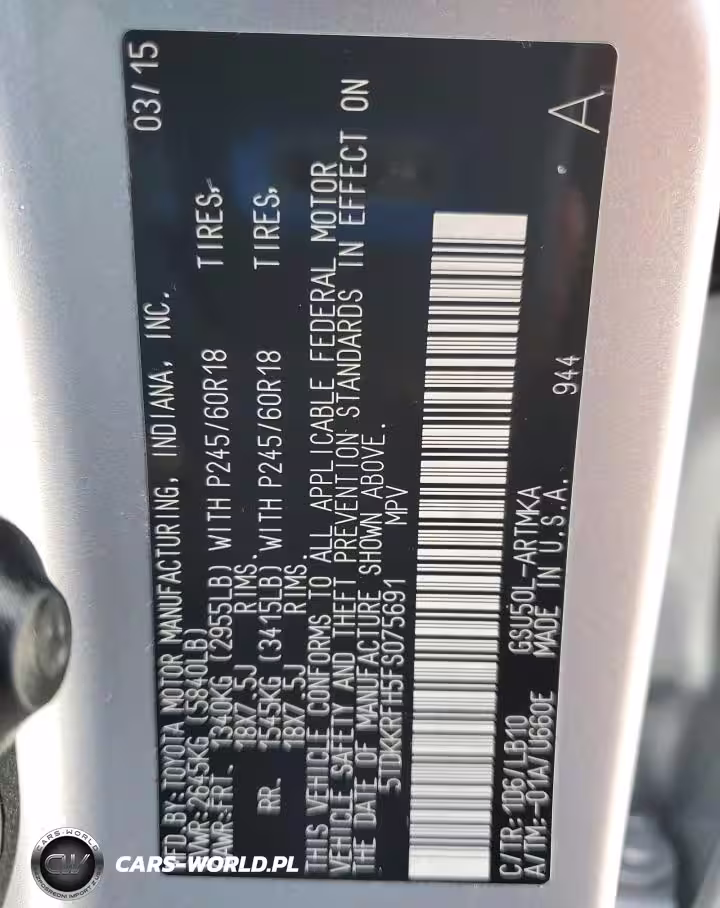 MFD.BY:TOYOTA MOTOR MANUFACTURING, INDIANA, INC. 03/15
GVWR:2645KG (5840LB)
GAWR:FRT. 1340KG (2955LB) WITH P245/60R18 TIRES,
18X7.5J RIMS.
RR. 1545KG (3415LB) WITH P245/60R18 TIRES,
18X7.5J RIMS.
THIS VEHICLE CONFORMS TO ALL APPLICABLE FEDERAL MOTOR
VEHICLE SAFETY AND THEFT PREVENTION STANDARDS IN EFFECT ON
THE DATE OF MANUFACTURE SHOWN ABOVE.
5TDKKRFH5FS075691 MPV
C/TR: 1D6/LB10 GSU50L-ARTMKA
A/TM:-01A/U660E MADE IN U.S.A. 944 A
CARS-WORLD
CW
CARS-WORLD.PL